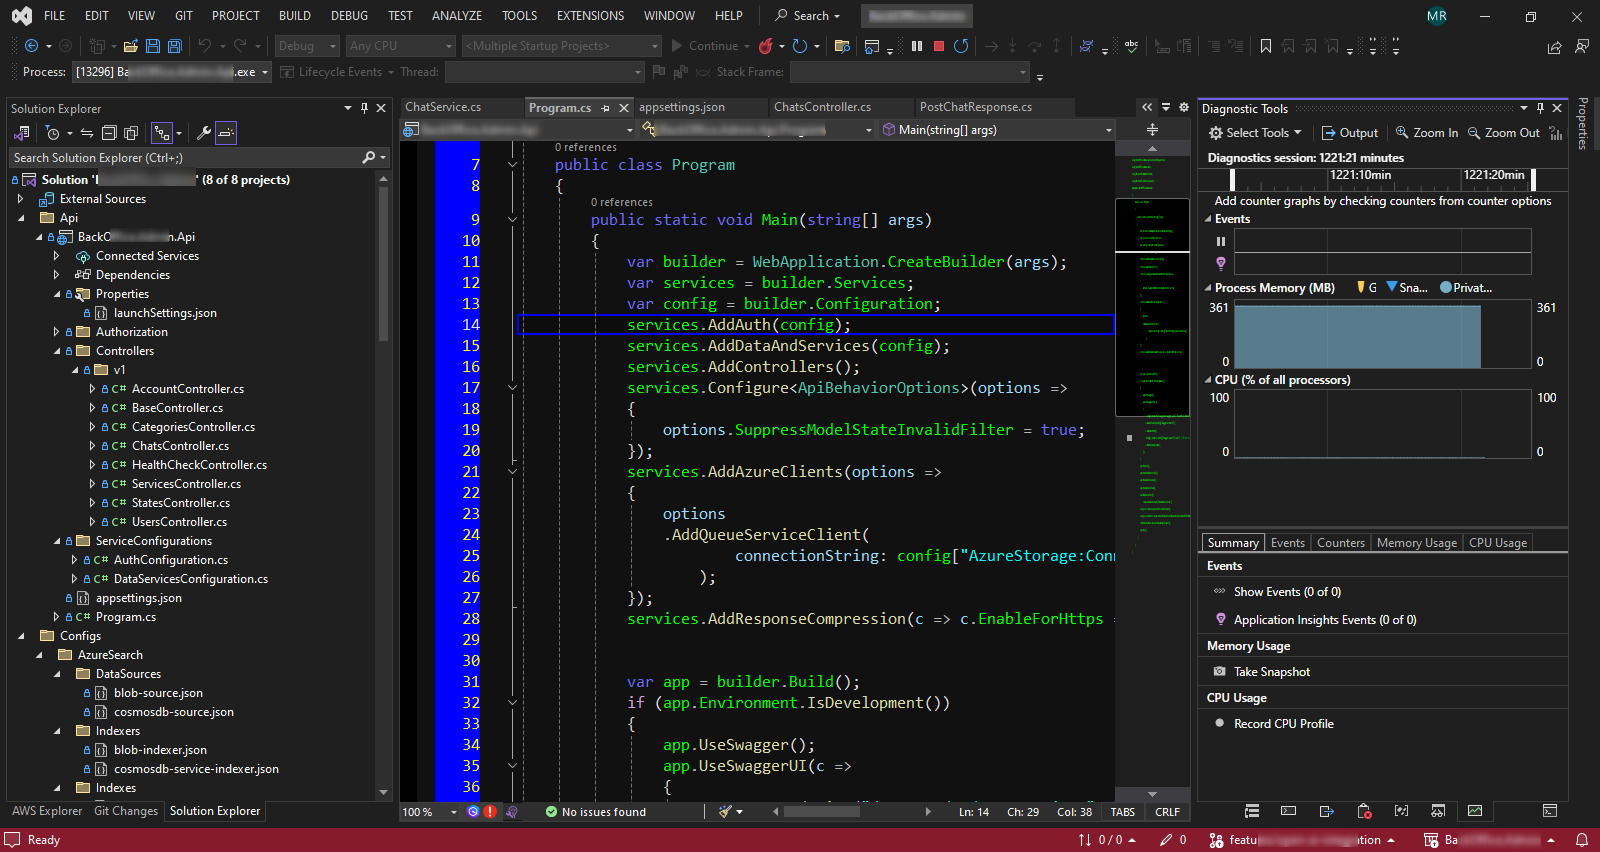 FILE EDIT VIEW GIT PROJECT BUILD DEBUG TEST ANALYZE TOOLS EXTENSIONS WINDOW HELP Search MR
Debug Any CPU <Multiple Startup Projects> Continue
Process: [13296] Ba .exe Lifecycle Events Thread: Stack Frame:
Solution Explorer
Search Solution Explorer (Ctrl+;)
Solution ' ' (8 of 8 projects)
External Sources
Api
BackO n.Api
Connected Services
Dependencies
Properties
launchSettings.json
Authorization
Controllers
v1
AccountController.cs
BaseController.cs
CategoriesController.cs
ChatsController.cs
HealthCheckController.cs
ServicesController.cs
StatesController.cs
UsersController.cs
ServiceConfigurations
AuthConfiguration.cs
DataServicesConfiguration.cs
appsettings.json
Program.cs
Configs
AzureSearch
DataSources
blob-source.json
cosmosdb-source.json
Indexers
blob-indexer.json
cosmosdb-service-indexer.json
Indexes
AWS Explorer Git Changes Solution Explorer
ChatService.cs Program.cs appsettings.json ChatsController.cs PostChatResponse.cs
Main(string[] args)
0 references
7 public class Program
8 {
0 references
9 public static void Main(string[] args)
10 {
11 var builder = WebApplication.CreateBuilder(args);
12 var services = builder.Services;
13 var config = builder.Configuration;
14 services.AddAuth(config);
15 services.AddDataAndServices(config);
16 services.AddControllers();
17 services.Configure<ApiBehaviorOptions>(options =>
18 {
19 options.SuppressModelStateInvalidFilter = true;
20 });
21 services.AddAzureClients(options =>
22 {
23 options
24 .AddQueueServiceClient(
25 connectionString: config["AzureStorage:Conn
26 );
27 });
28 services.AddResponseCompression(c => c.EnableForHttps =
29
30
31 var app = builder.Build();
32 if (app.Environment.IsDevelopment())
33 {
34 app.UseSwagger();
35 app.UseSwaggerUI(c =>
36 {
100 % No issues found Ln: 14 Ch: 29 Col: 38 TABS CRLF
Diagnostic Tools
Select Tools Output Zoom In Zoom Out
Diagnostics session: 1221:21 minutes
1221:10min 1221:20min
Add counter graphs by checking counters from counter options
Events
Process Memory (MB) G Sna... Privat...
361 361
0 0
CPU (% of all processors)
100 100
0 0
Summary Events Counters Memory Usage CPU Usage
Events
Show Events (0 of 0)
Application Insights Events (0 of 0)
Memory Usage
Take Snapshot
CPU Usage
Record CPU Profile
Properties
Ready 0 / 0 0 featu ation Ba